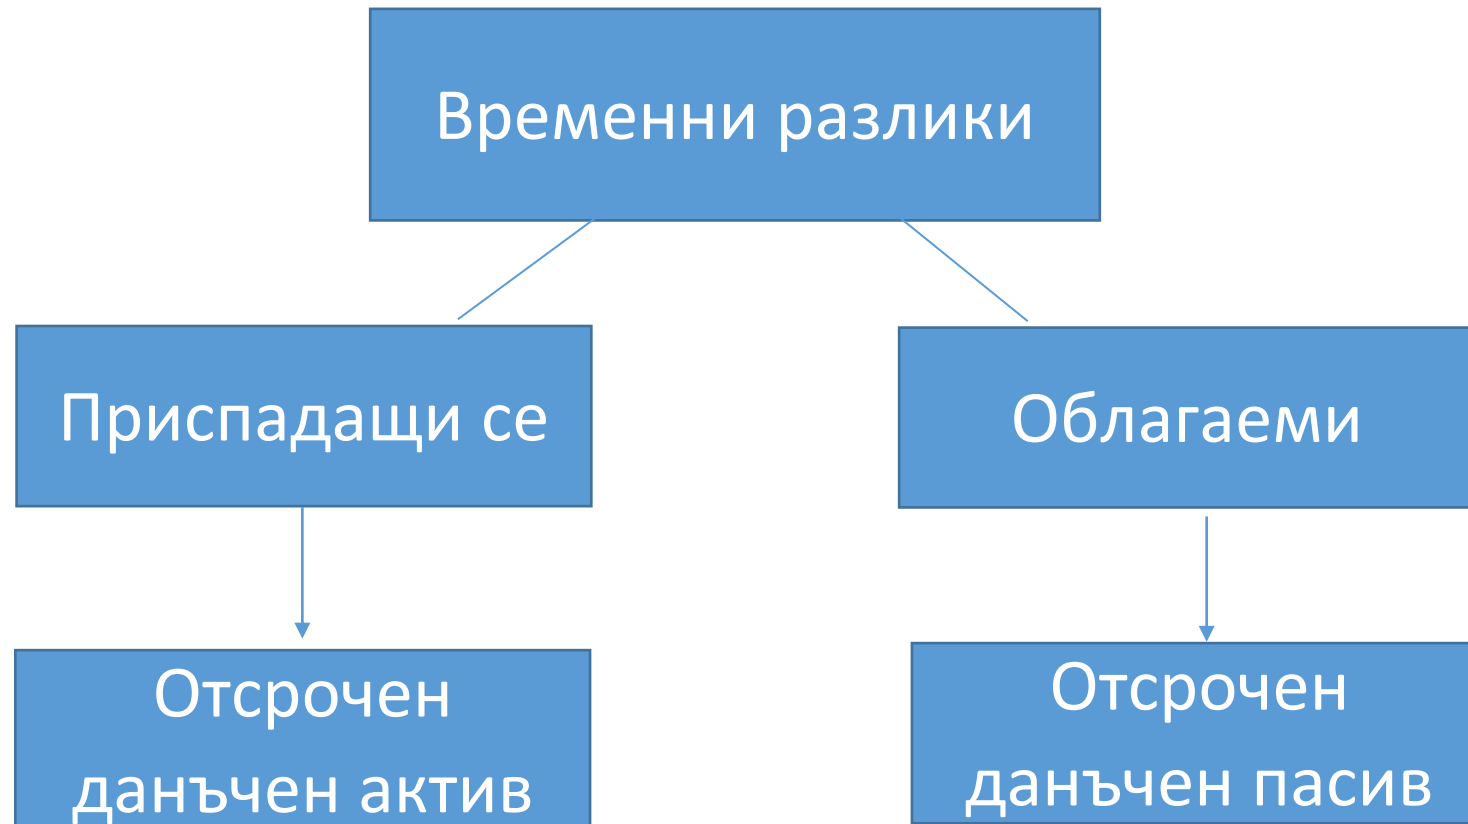 Временни разлики
Приспадащи се
Облагаеми
Отсрочен
данъчен актив
Отсрочен
данъчен пасив